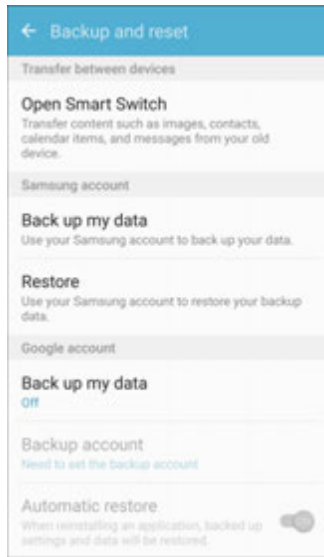 Backup and reset
Transfer between devices
Open Smart Switch
Transfer content such as images, contacts,
calendar items, and messages from your old
device.
Samsung account
Back up my data
Use your Samsung account to back up your data.
Restore
Use your Samsung account to restore your backup
data.
Google account
Back up my data
Off
Backup account
Need to set the backup account
Automatic restore
When reinstalling an application, backed up
settings and data will be restored.